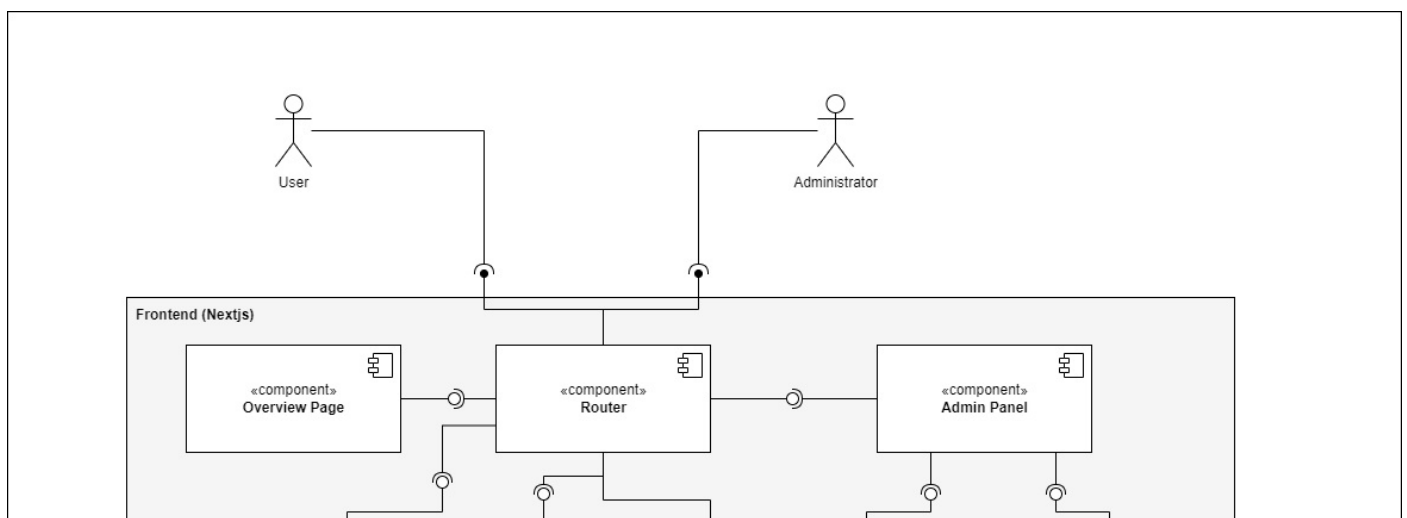 User
Administrator
Frontend (Nextjs)
«component»
Overview Page
«component»
Router
«component»
Admin Panel